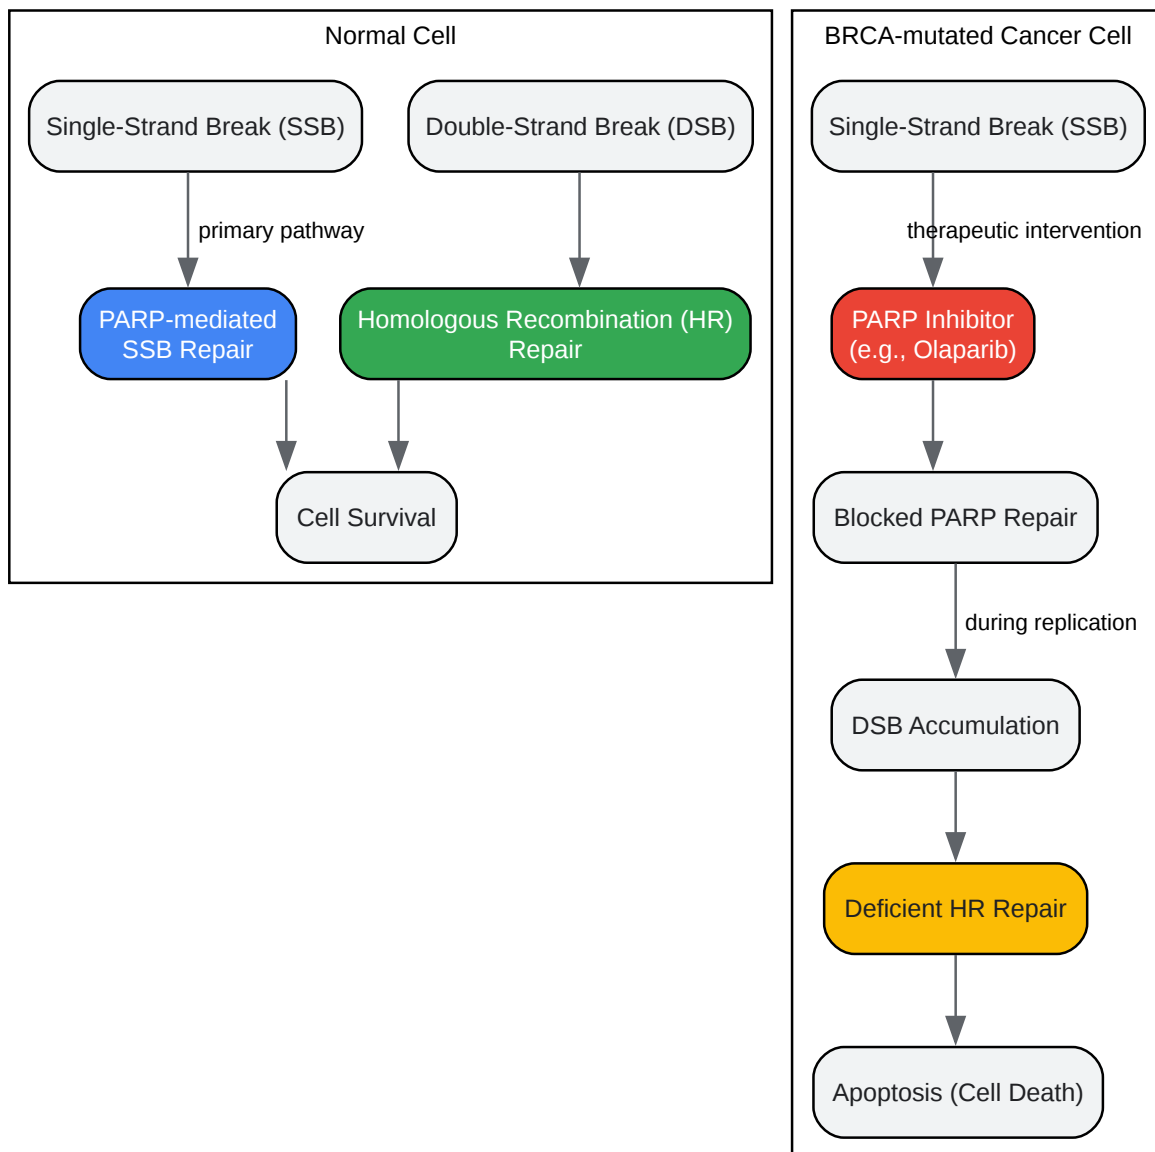 Normal Cell
Single-Strand Break (SSB)
Double-Strand Break (DSB)
primary pathway
PARP-mediated
SSB Repair
Homologous Recombination (HR)
Repair
Cell Survival
BRCA-mutated Cancer Cell
Single-Strand Break (SSB)
therapeutic intervention
PARP Inhibitor
(e.g., Olaparib)
Blocked PARP Repair
during replication
DSB Accumulation
Deficient HR Repair
Apoptosis (Cell Death)